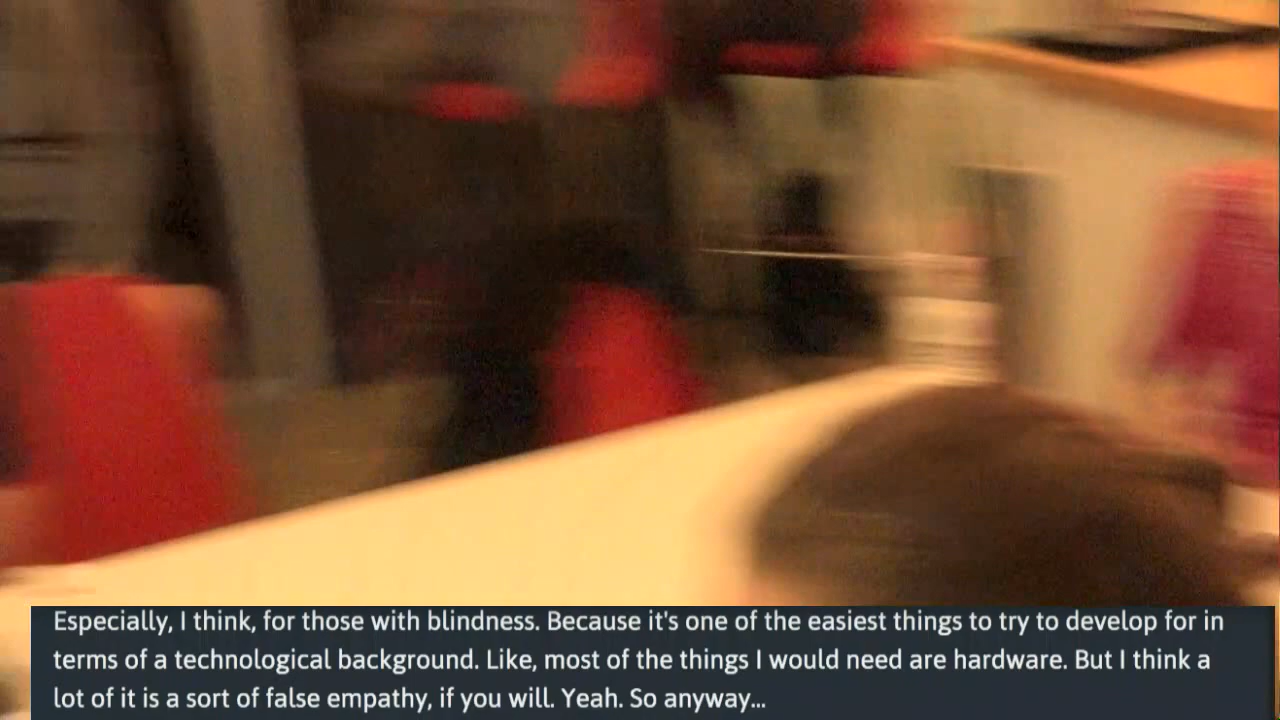 Especially, I think, for those with blindness. Because it's one of the easiest things to try to develop for in
terms of a technological background. Like, most of the things I would need are hardware. But I think a
lot of it is a sort of false empathy, if you will. Yeah. So anyway...